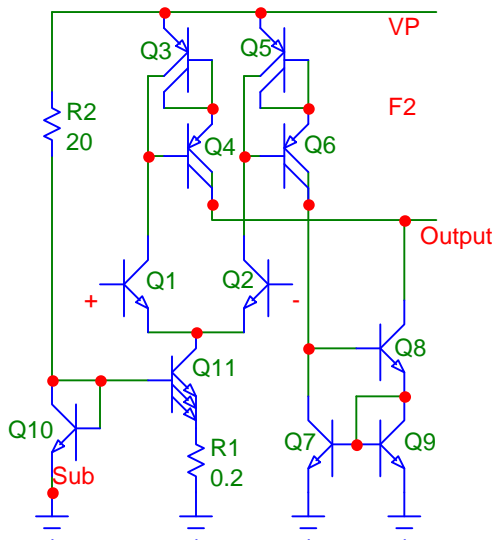 VP
Q3
Q5
F2
R2
20
Q4
Q6
Output
Q1
Q2
+
-
Q11
Q8
Q10
Q7
Q9
R1
0.2
Sub